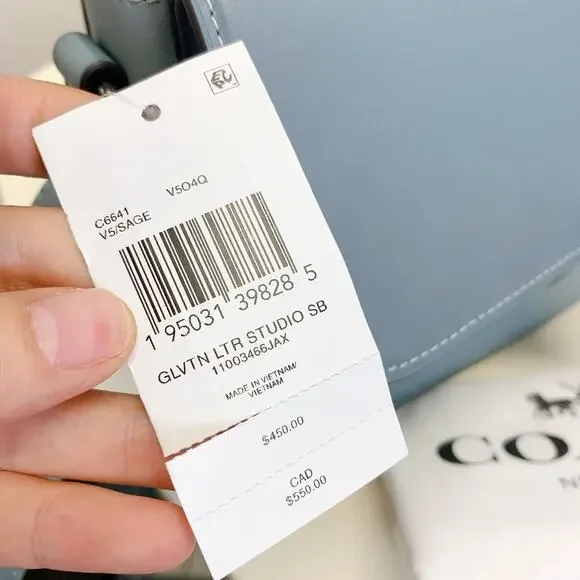 V5O4Q
C6641
V5/SAGE
1 95031 39828 5
GLVTN LTR STUDIO SB
11003466JAX
MADE IN VIETNAM/
VIETNAM
$450.00
CAD
$550.00